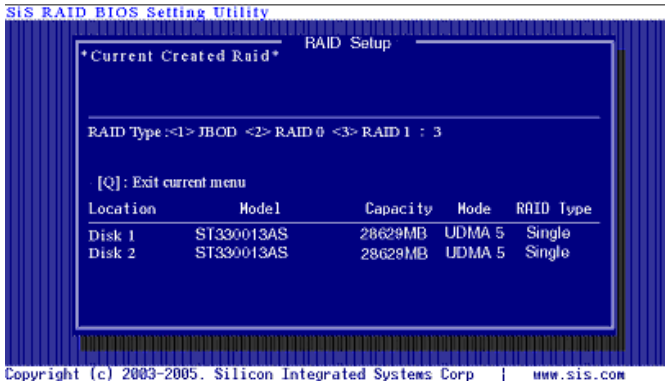 SiS RAID BIOS Setting Utility
RAID Setup
*Current Created Raid*
RAID Type :<1> JBOD <2> RAID 0 <3> RAID 1 : 3
[Q] : Exit current menu
Location Model Capacity Mode RAID Type
Disk 1 ST330013AS 28629MB UDMA 5 Single
Disk 2 ST330013AS 28629MB UDMA 5 Single
Copyright (c) 2003-2005. Silicon Integrated Systems Corp | www.sis.com